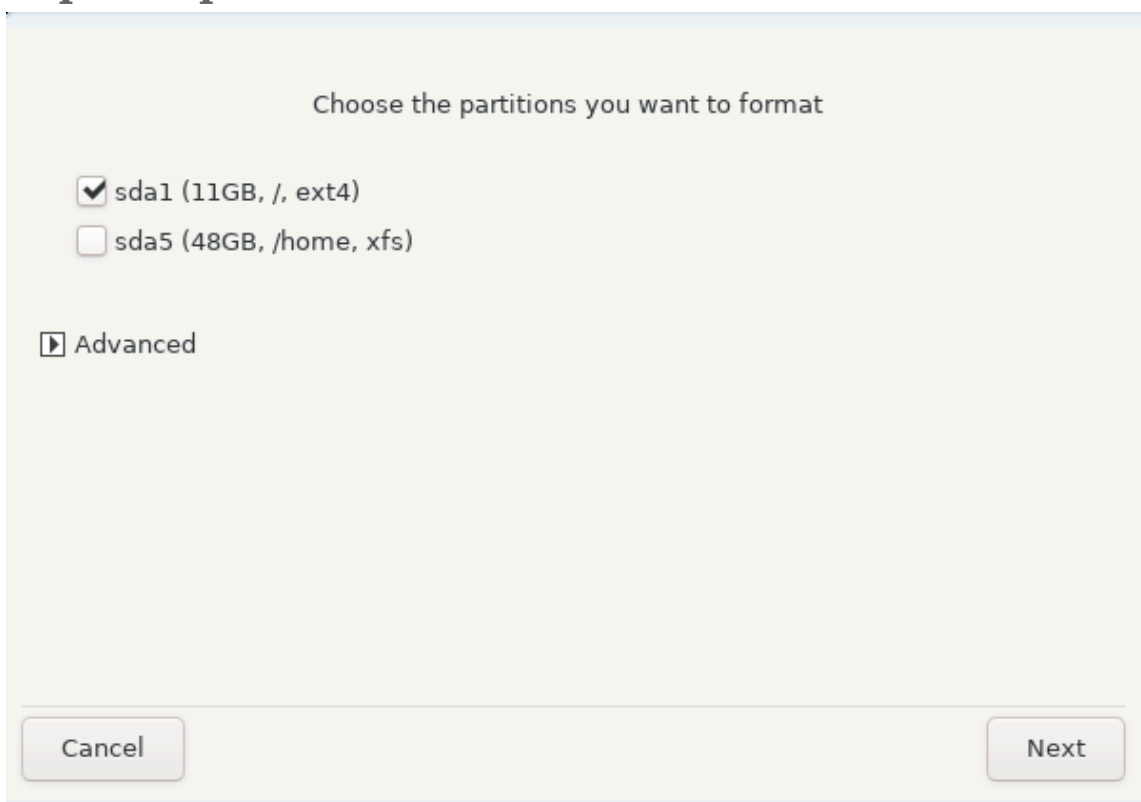 Choose the partitions you want to format
sda1 (11GB, /, ext4)
sda5 (48GB, /home, xfs)
Advanced
Cancel
Next